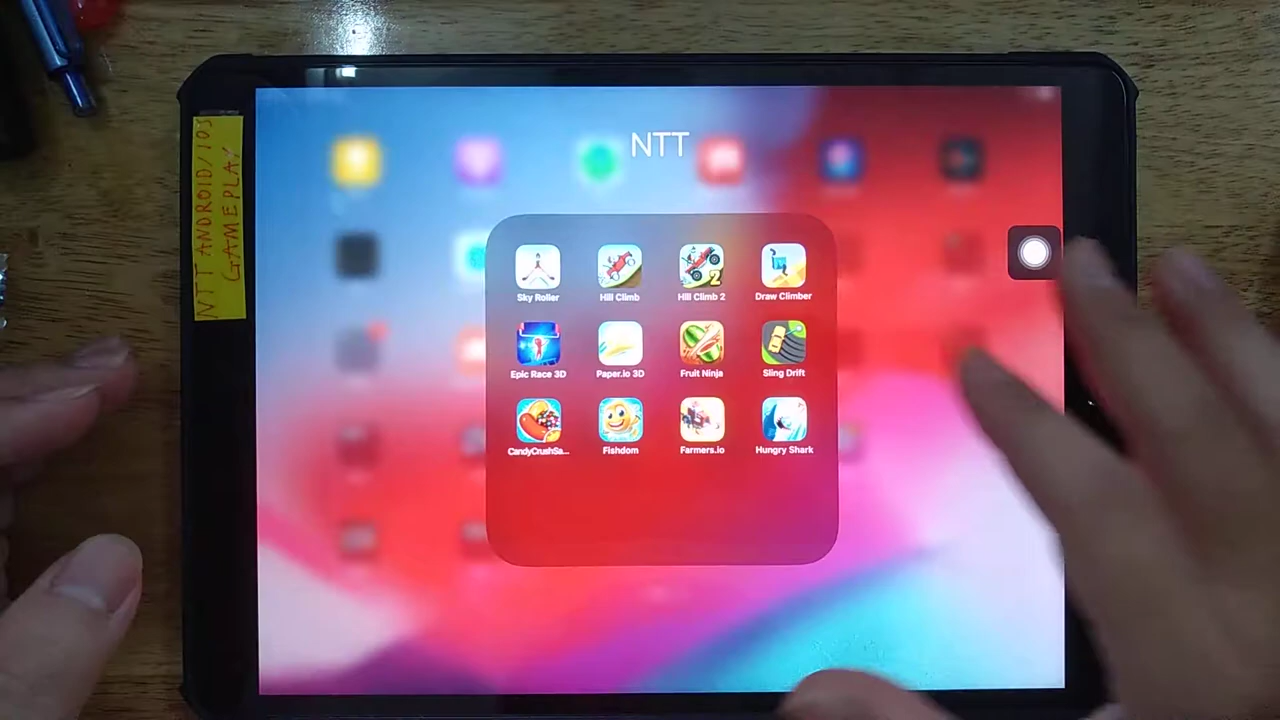 NTT ANDROID/IOS
GAMEPLAY
NTT
Sky Roller
Hill Climb
Hill Climb 2
Draw Climber
Epic Race 3D
Paper.io 3D
Fruit Ninja
Sling Drift
CandyCrushSa...
Fishdom
Farmers.io
Hungry Shark
2